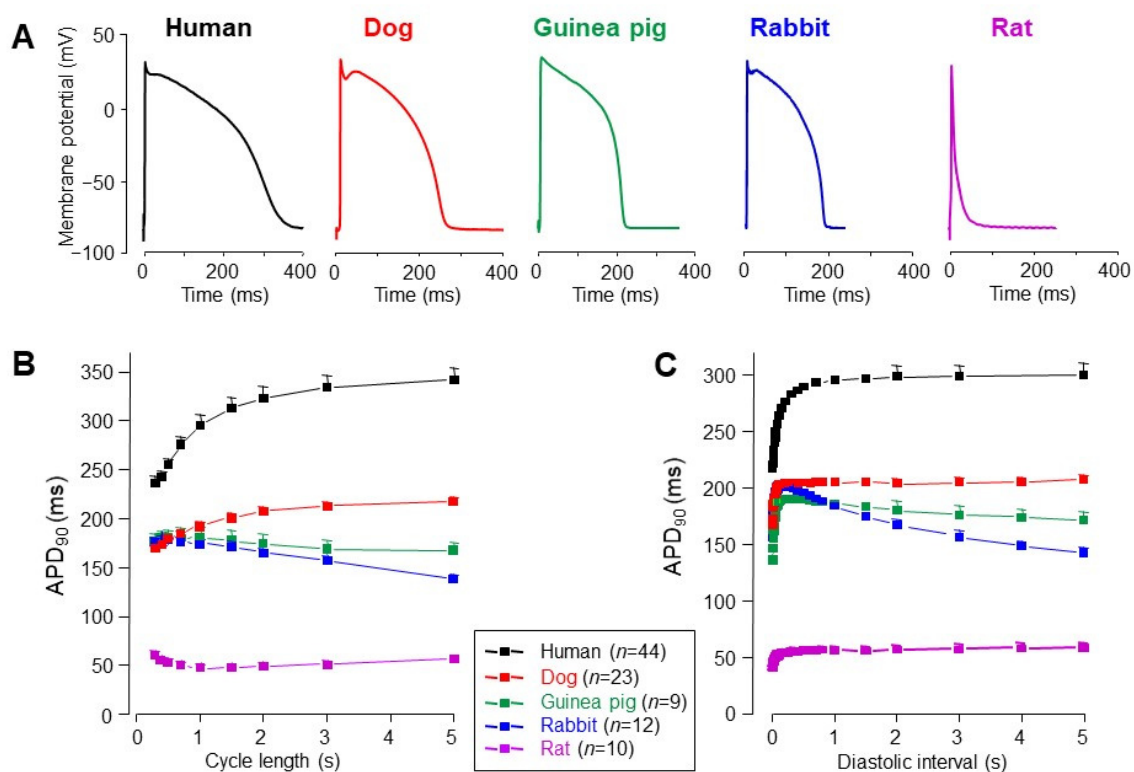 A
Human
Dog
Guinea pig
Rabbit
Rat
Membrane potential (mV)
50
0
−50
−100
0 200 400
Time (ms)
0 200 400
Time (ms)
0 200 400
Time (ms)
0 200 400
Time (ms)
0 200 400
Time (ms)
B
APD90 (ms)
350
300
250
200
150
100
50
0
0 1 2 3 4 5
Cycle length (s)
Human (n=44)
Dog (n=23)
Guinea pig (n=9)
Rabbit (n=12)
Rat (n=10)
C
APD90 (ms)
300
250
200
150
100
50
0
0 1 2 3 4 5
Diastolic interval (s)